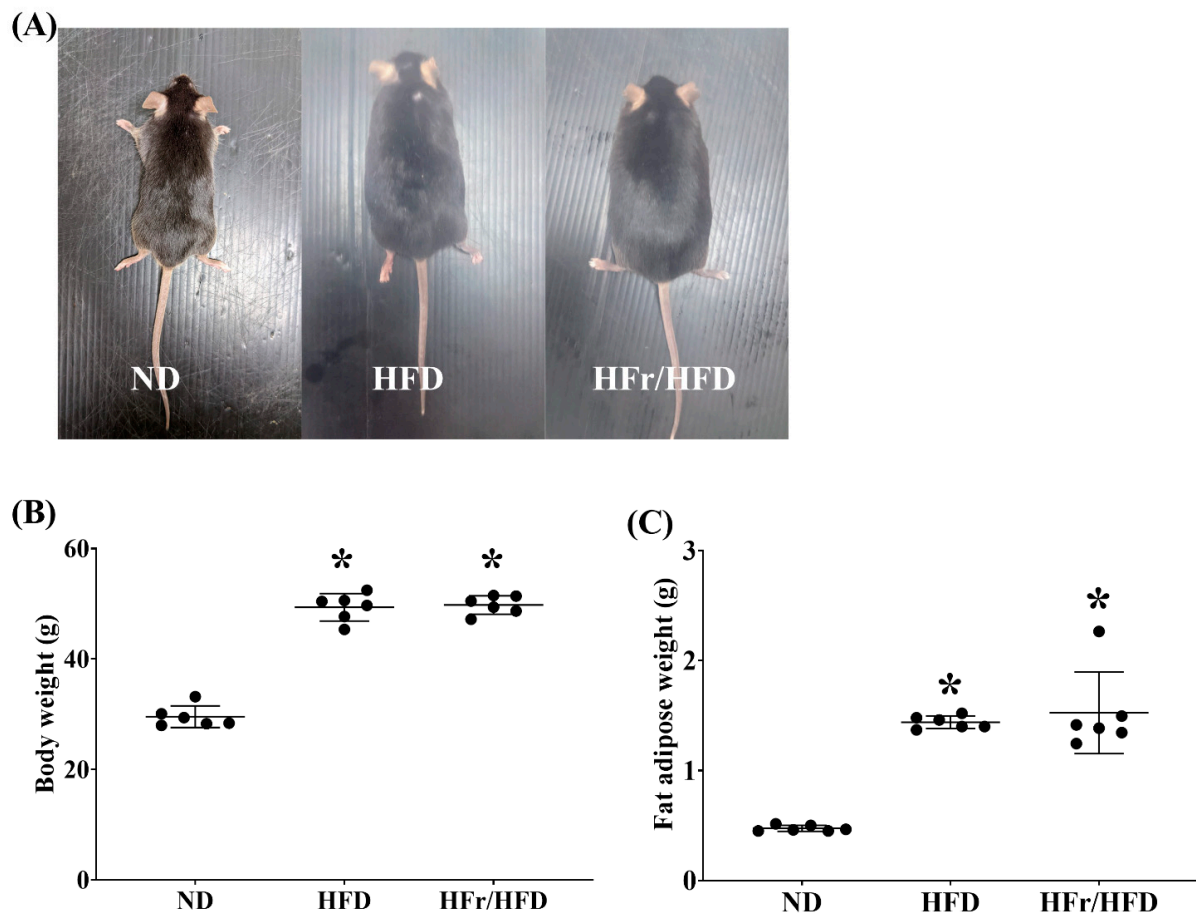 (A)
ND HFD HFr/HFD
(B)
Body weight (g)
60
40
20
0
* *
ND HFD HFr/HFD
(C)
Fat adipose weight (g)
3
2
1
0
* *
ND HFD HFr/HFD